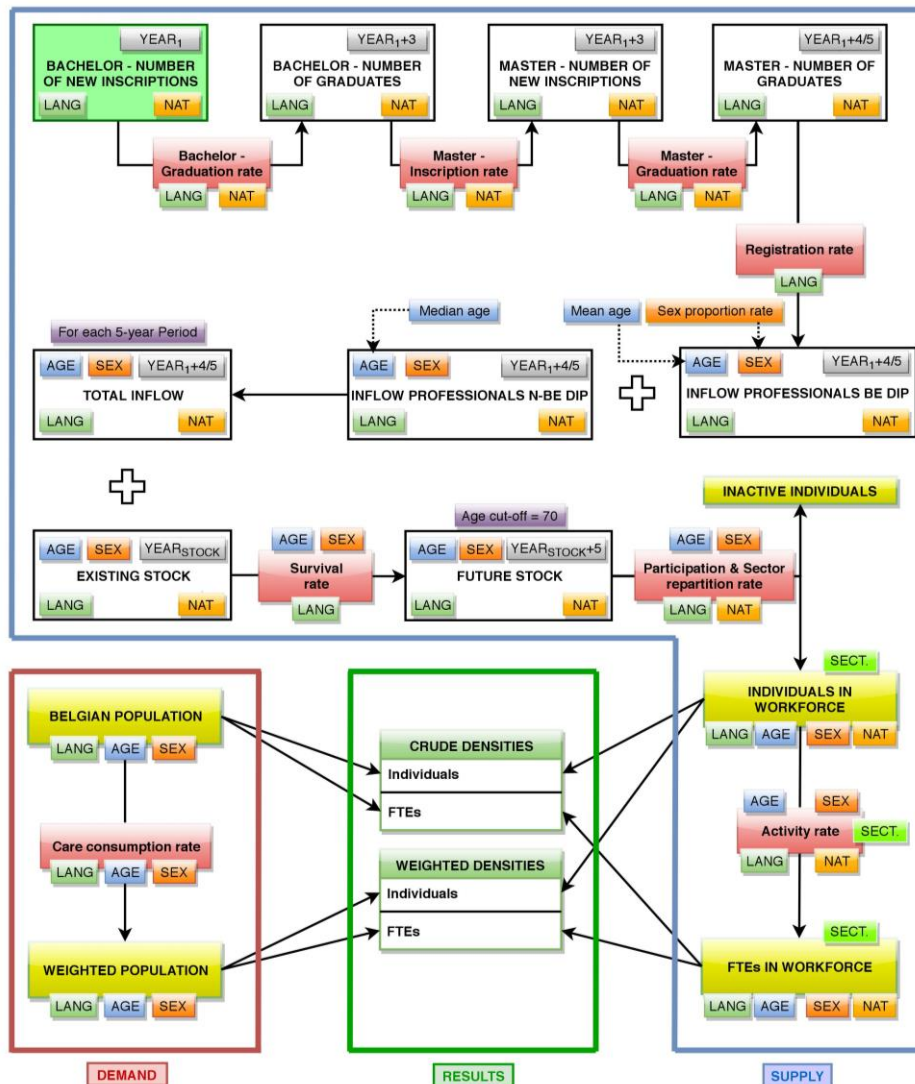 YEAR₁
BACHELOR - NUMBER
OF NEW INSCRIPTIONS
LANG
NAT
YEAR₁+3
BACHELOR - NUMBER
OF GRADUATES
LANG
NAT
YEAR₁+3
MASTER - NUMBER OF
NEW INSCRIPTIONS
LANG
NAT
YEAR₁+4/5
MASTER - NUMBER OF
GRADUATES
LANG
NAT
Bachelor -
Graduation rate
LANG
NAT
Master -
Inscription rate
LANG
NAT
Master -
Graduation rate
LANG
NAT
Registration rate
LANG
Median age
Mean age
Sex proportion rate
For each 5-year Period
AGE
SEX
YEAR₁+4/5
TOTAL INFLOW
LANG
NAT
AGE
SEX
YEAR₁+4/5
INFLOW PROFESSIONALS N-BE DIP
LANG
NAT
AGE
SEX
YEAR₁+4/5
INFLOW PROFESSIONALS BE DIP
LANG
NAT
INACTIVE INDIVIDUALS
AGE
SEX
YEAR_STOCK
EXISTING STOCK
LANG
NAT
AGE
SEX
Survival
rate
LANG
Age cut-off = 70
AGE
SEX
YEAR_STOCK+5
FUTURE STOCK
LANG
NAT
AGE
SEX
Participation & Sector
repartition rate
LANG
NAT
BELGIAN POPULATION
LANG
AGE
SEX
Care consumption rate
LANG
AGE
SEX
WEIGHTED POPULATION
LANG
AGE
SEX
CRUDE DENSITIES
Individuals
FTEs
WEIGHTED DENSITIES
Individuals
FTEs
SECT.
INDIVIDUALS IN
WORKFORCE
LANG
AGE
SEX
NAT
AGE
SEX
Activity rate
SECT.
LANG
NAT
SECT.
FTEs IN WORKFORCE
LANG
AGE
SEX
NAT
DEMAND
RESULTS
SUPPLY